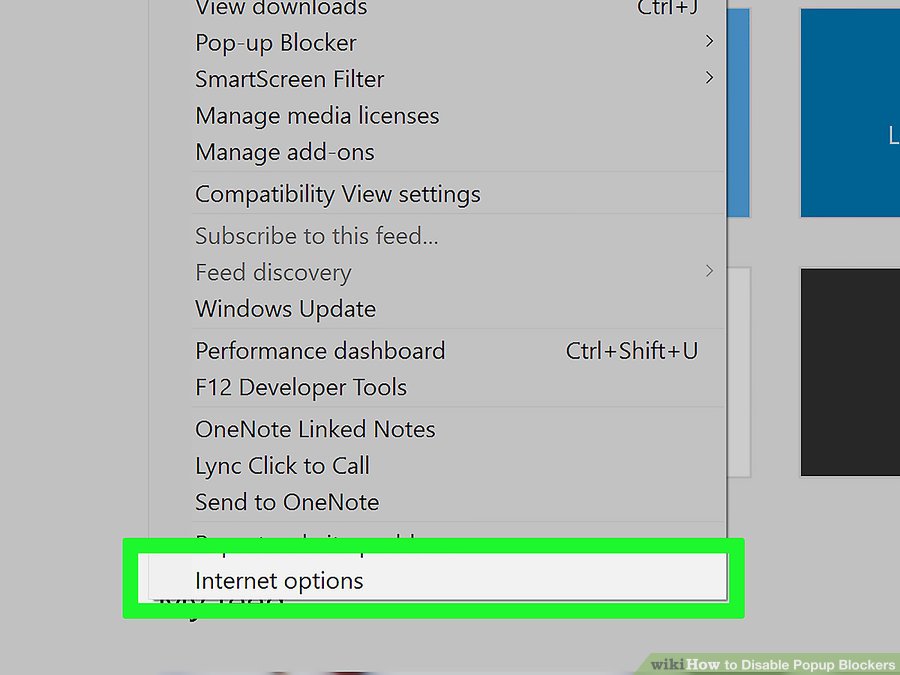 View downloads Ctrl+J
Pop-up Blocker
SmartScreen Filter
Manage media licenses
Manage add-ons
L
Compatibility View settings
Subscribe to this feed...
Feed discovery
Windows Update
Performance dashboard Ctrl+Shift+U
F12 Developer Tools
OneNote Linked Notes
Lync Click to Call
Send to OneNote
Internet options
wikiHow to Disable Popup Blockers